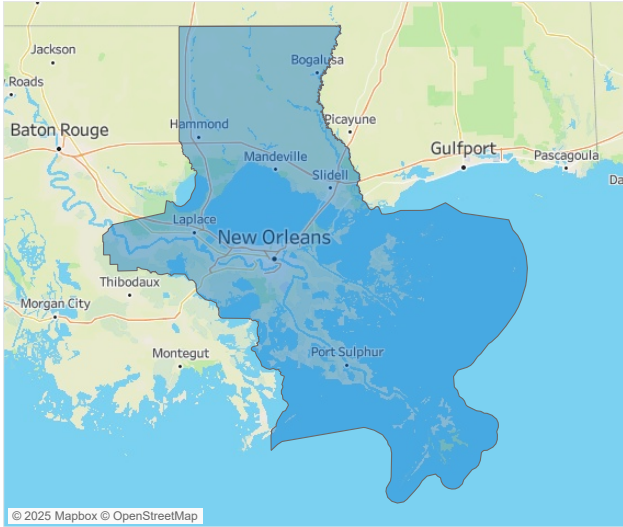 Jackson
Bogalusa
Roads
Picayune
Hammond
Baton Rouge
Gulfport
Mandeville
Pascagoula
Slidell
Da
Laplace
New Orleans
Thibodaux
Morgan City
Montegut
Port Sulphur
© 2025 Mapbox © OpenStreetMap